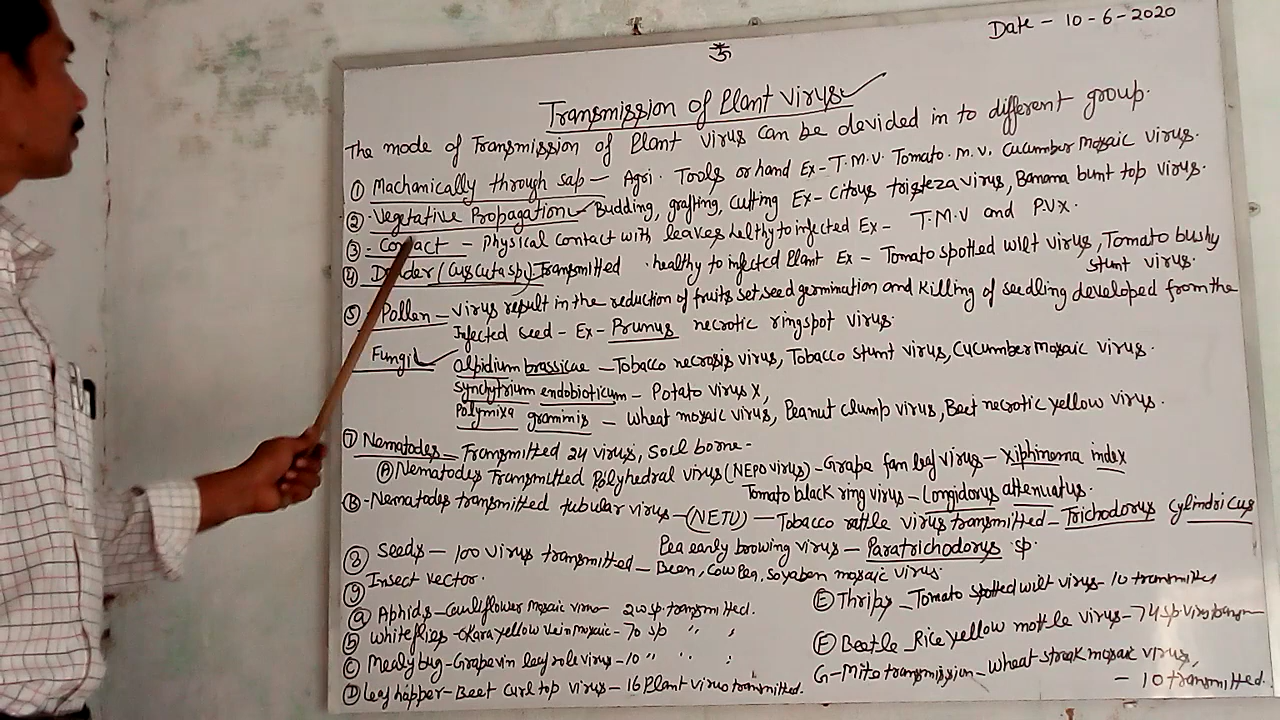 Date - 10-6-2020
ॐ
Transmission of Plant virus
The mode of Transmission of Plant virus can be devided in to different group.
① Machanically through sap - Agri. Tools or hand Ex- T.M.V. Tomato. M.V. Cucumber Mosaic virus.
② Vegetative Propagation - Budding, grafting, cutting Ex- Citrus tristeza virus, Banana bunt top virus.
③ - Contact - Physical contact with leaves helthy to infected Ex- T.M.V and P.V.X.
④ Dodder (Cuscuta sp) Transmitted healthy to infected Plant Ex - Tomato spotted wilt virus, Tomato bushy stunt virus.
⑤ Pollen - virus result in the reduction of fruits set, seed germination and killing of seedling developed from the
Infected seed - Ex- Prunus necrotic ringspot virus.
Fungi - Olpidium brassicae - Tobacco necrosis virus, Tobacco stunt virus, Cucumber mosaic virus.
Synchytrium endobioticum - Potato virus X,
Polymixa grammis - wheat mosaic virus, Peanut clump virus, Beet necrotic yellow virus.
⑦ Nematodes - Transmitted 24 virus, Soil borne -
Ⓐ Nematodes Transmitted Polyhedral virus (NEPO virus) - Grape fan leaf virus - Xiphinema index
Tomato black ring virus - Longidorus attenuatus.
Ⓑ - Nematodes transmitted tubular virus - (NETU) - Tobacco rattle virus transmitted - Trichodorus cylindricus
Pea early browing virus - Paratrichodorus sp.
⑧ Seeds - 100 virus transmitted - Bean, Cow Pea, Soyaben mosaic virus.
⑨ Insect vector.
ⓐ Aphids - Cauliflower mosaic virus 200 sp. transmitted.
ⓑ Whiteflies - Okara yellow vein mosaic - 70 sp " "
ⓒ Mealy bug - Grapevin leaf role virus - 10 " "
Ⓓ Leaf happer - Beet Curl top virus - 16 Plant virus transmitted.
Ⓔ Thrips - Tomato spotted wilt virus - 10 transmitted
Ⓕ Beetle - Rice yellow mottle virus - 74 sp. virus
G - Mite transmission - wheat streak mosaic virus,
- 10 transmitted.